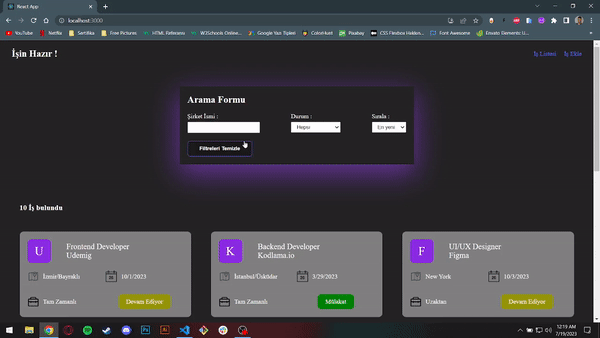 React App
localhost:3000
YouTube Netflix Sertifika Free Pictures HTML Referansı W3Schools Online... Google Yazı Tipleri Color4.net Pixabay CSS Flexbox Hakkın... Font Awesome Envato Elements: U...
İşin Hazır !
İş Listesi İş Ekle
Arama Formu
Şirket İsmi : Durum : Sırala :
Hepsi En yeni
Filtreleri Temizle
10 İş bulundu
U Frontend Developer
Udemig
İzmir/Bayraklı 10/1/2023
Tam Zamanlı Devam Ediyor
K Backend Developer
Kodlama.io
İstanbul/Üsküdar 3/29/2023
Tam Zamanlı Mülakat
F UI/UX Designer
Figma
New York 10/3/2023
Uzaktan Devam Ediyor
12:19 AM
7/19/2023